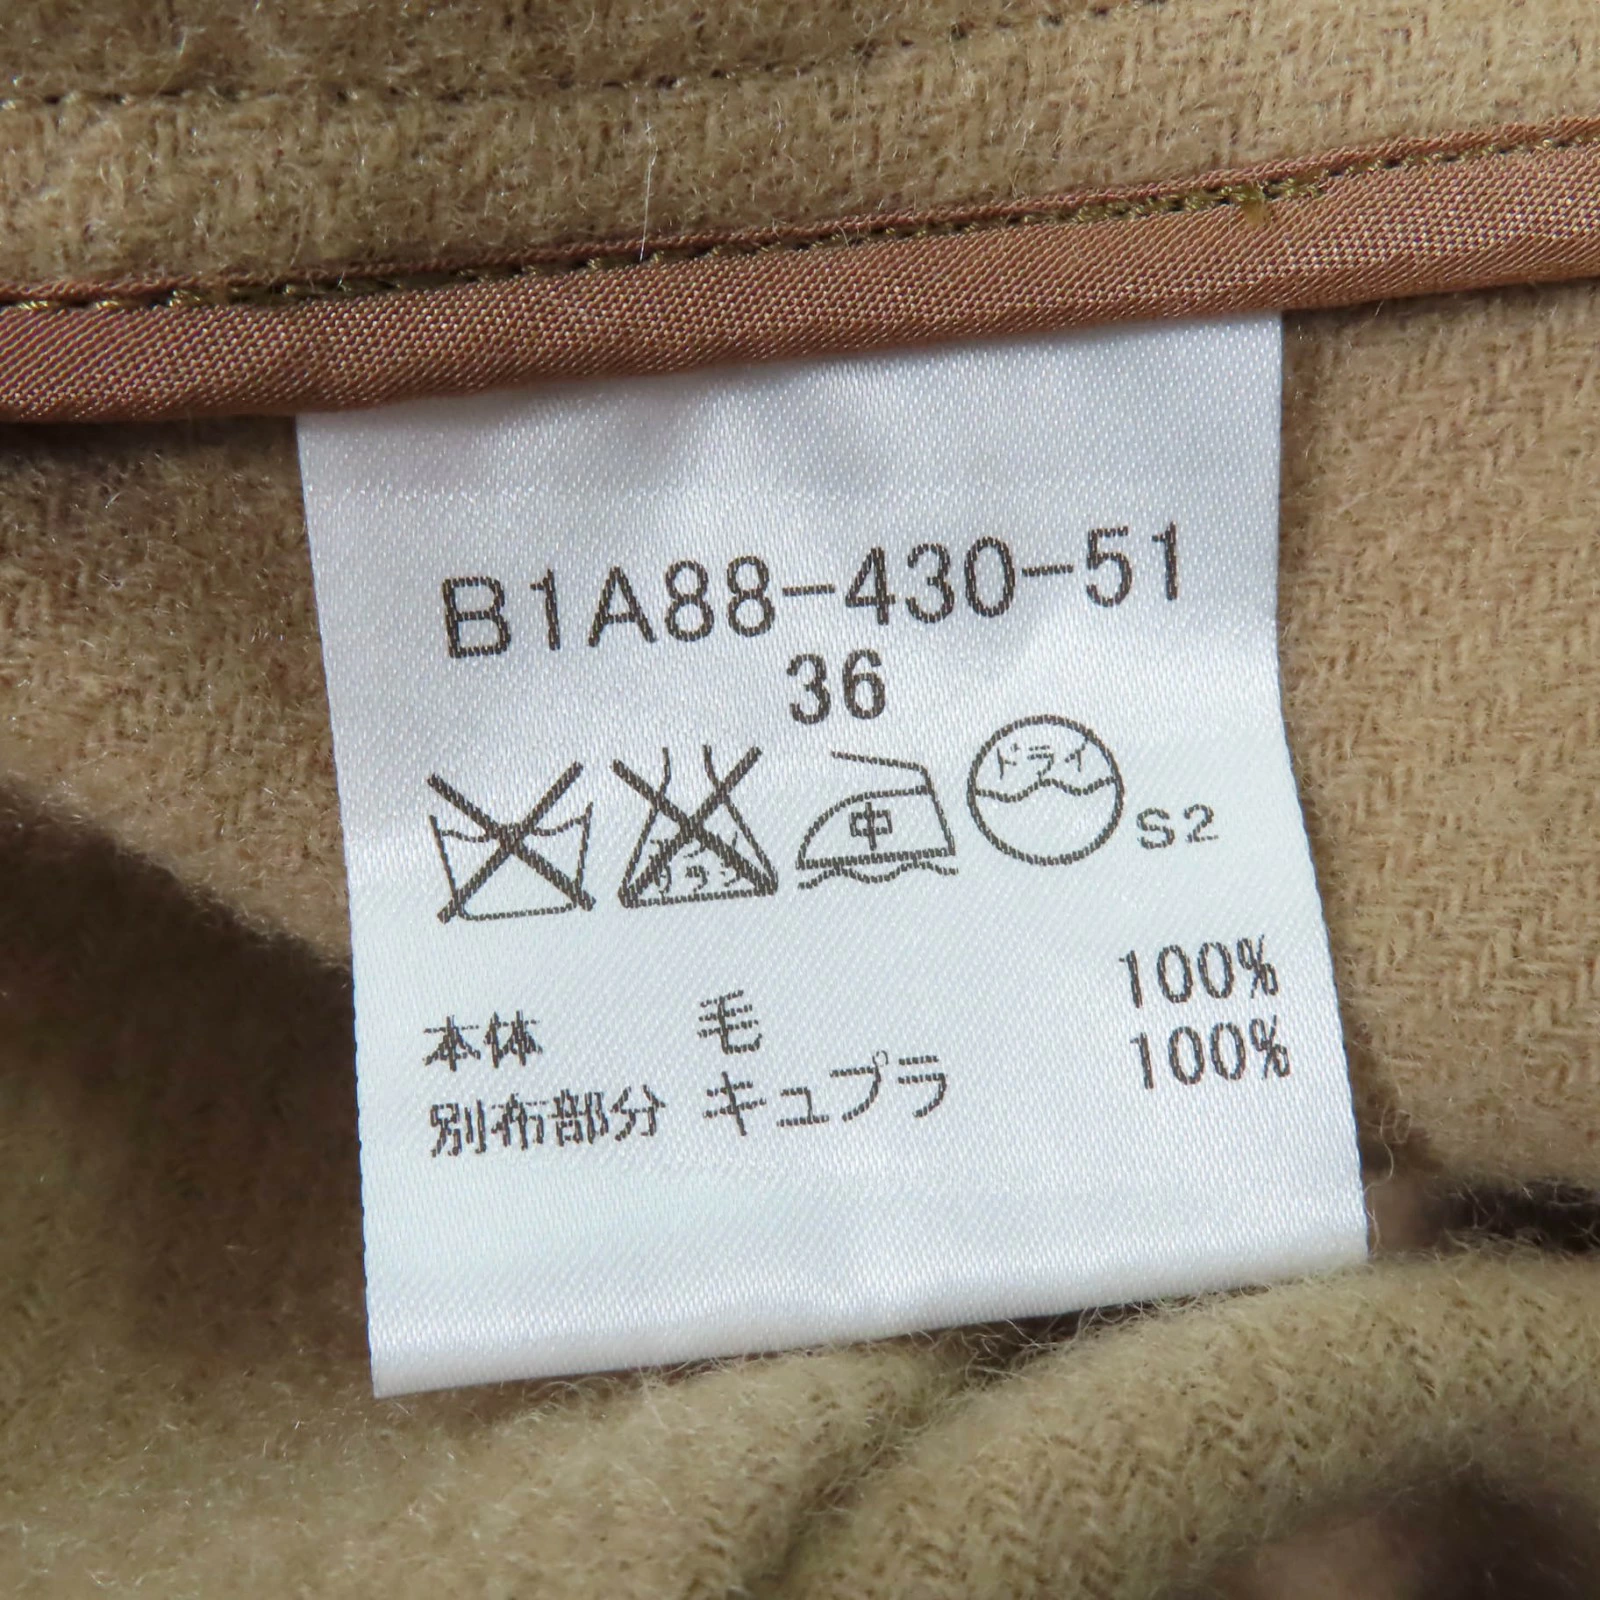 B1A88-430-51
36
中 ドライ S2
本体 毛 100%
別布部分 キュプラ 100%